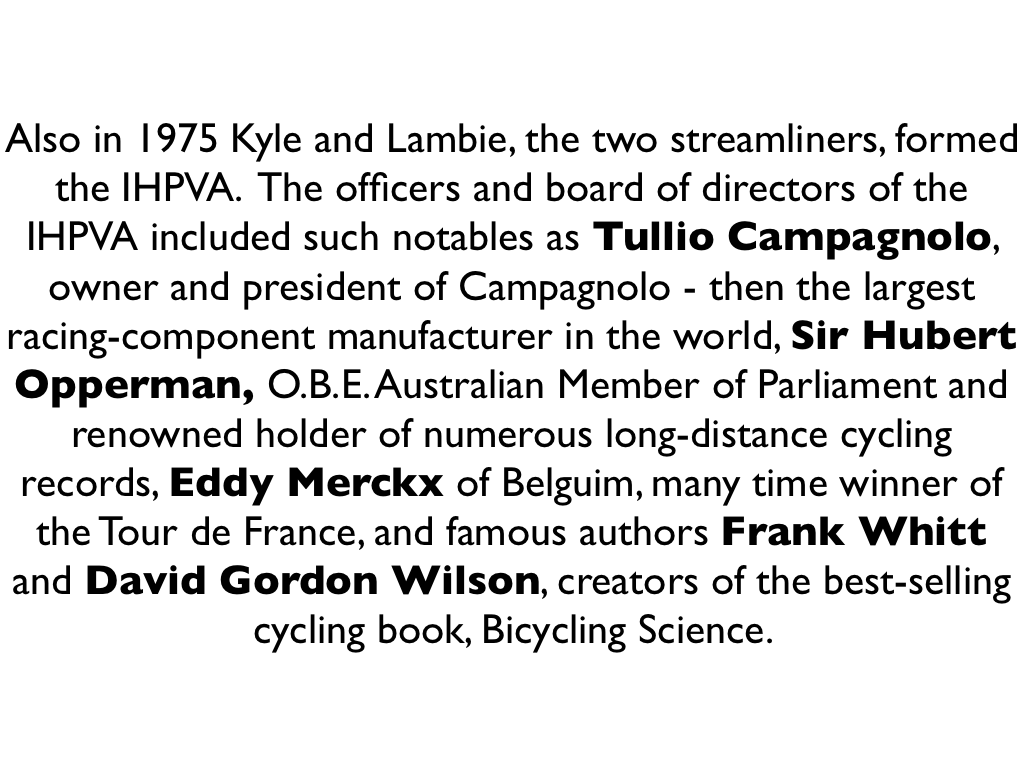 Also in 1975 Kyle and Lambie, the two streamliners, formed
the IHPVA.  The officers and board of directors of the
IHPVA included such notables as Tullio Campagnolo,
owner and president of Campagnolo - then the largest
racing-component manufacturer in the world, Sir Hubert
Opperman, O.B.E. Australian Member of Parliament and
renowned holder of numerous long-distance cycling
records, Eddy Merckx of Belguim, many time winner of
the Tour de France, and famous authors Frank Whitt
and David Gordon Wilson, creators of the best-selling
cycling book, Bicycling Science.